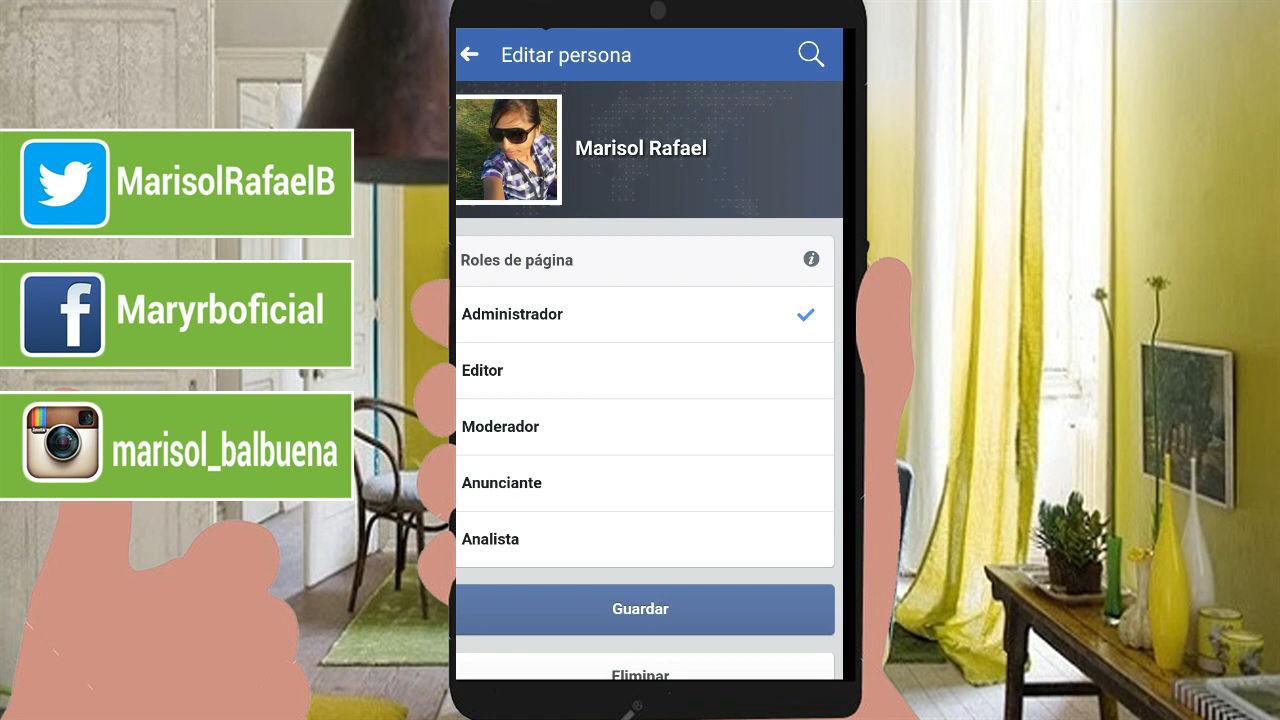 MarisolRafaelB
Maryrboficial
marisol_balbuena
Editar persona
Marisol Rafael
Roles de página
Administrador
Editor
Moderador
Anunciante
Analista
Guardar
Eliminar